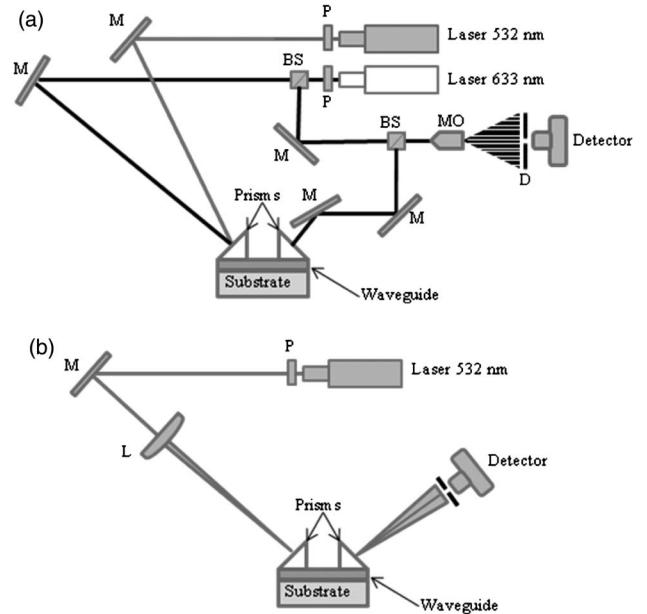 (a)
M
P
Laser 532 nm
M
BS
P
Laser 633 nm
M
BS
MO
D
Detector
Prisms
M
M
Substrate
Waveguide
(b)
M
P
Laser 532 nm
L
Detector
Prisms
Substrate
Waveguide